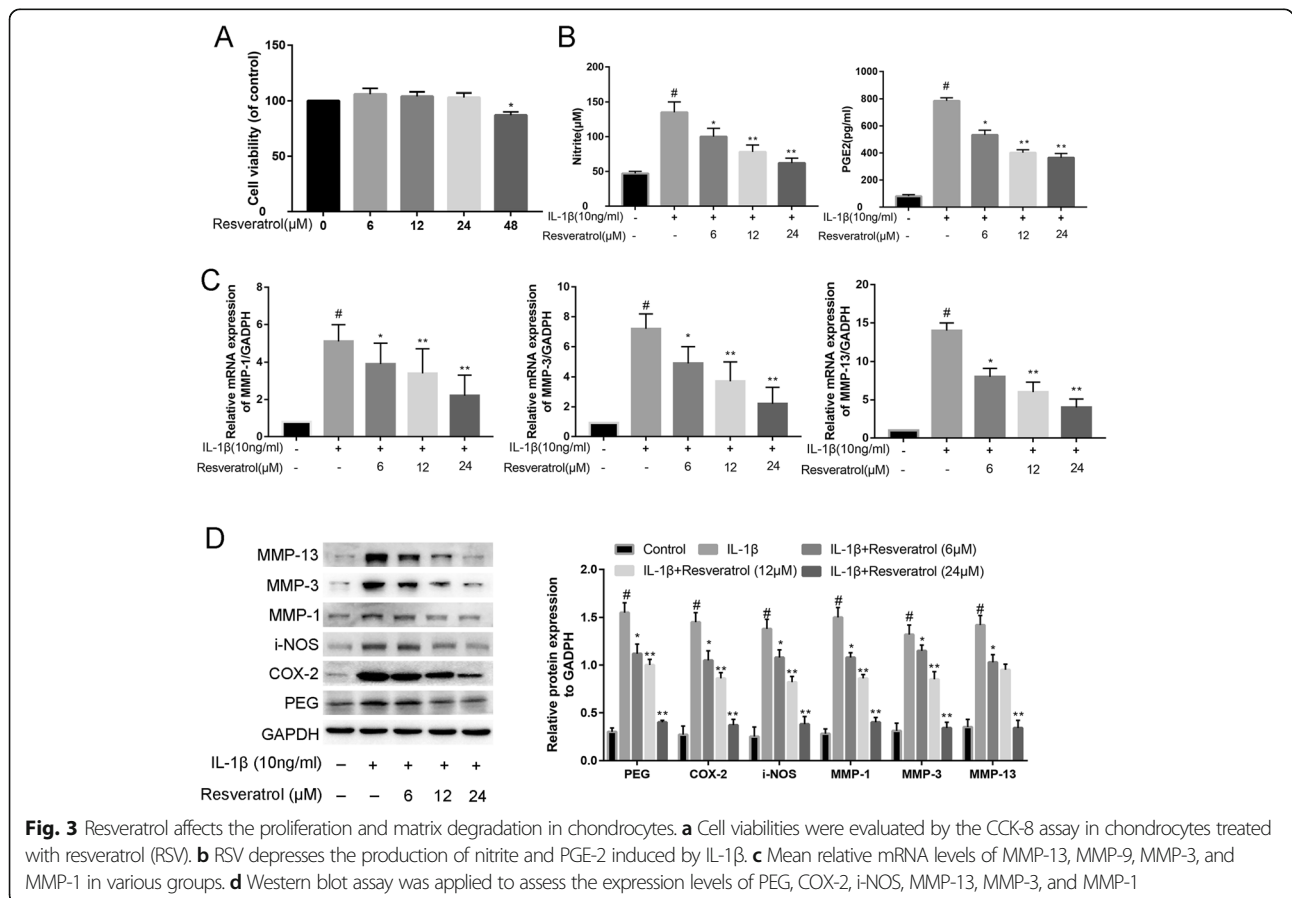 A
Cell viability (of control)
150
100
50
0
*
Resveratrol(μM) 0 6 12 24 48
B
Nitrite(μM)
200
150
100
50
0
# * ** **
IL-1β(10ng/ml) - + + + +
Resveratrol(μM) - - 6 12 24
PGE2(pg/ml)
1000
800
600
400
200
0
# * ** **
IL-1β(10ng/ml) - + + + +
Resveratrol(μM) - - 6 12 24
C
Relative mRNA expression
of MMP-1/GADPH
8
6
4
2
0
# * ** **
IL-1β(10ng/ml) - + + + +
Resveratrol(μM) - - 6 12 24
Relative mRNA expression
of MMP-3/GADPH
10
8
6
4
2
0
# * ** **
IL-1β(10ng/ml) - + + + +
Resveratrol(μM) - - 6 12 24
Relative mRNA expression
of MMP-13/GADPH
20
15
10
5
0
# * ** **
IL-1β(10ng/ml) - + + + +
Resveratrol(μM) - - 6 12 24
D
MMP-13
MMP-3
MMP-1
i-NOS
COX-2
PEG
GAPDH
IL-1β (10ng/ml) – + + + +
Resveratrol (μM) – – 6 12 24
Control IL-1β IL-1β+Resveratrol (6μM)
IL-1β+Resveratrol (12μM) IL-1β+Resveratrol (24μM)
Relative protein expression
to GADPH
2.0
1.5
1.0
0.5
0.0
# * ** ** # * ** ** # * ** ** # * ** ** # * ** ** # * **
PEG COX-2 i-NOS MMP-1 MMP-3 MMP-13
Fig. 3 Resveratrol affects the proliferation and matrix degradation in chondrocytes. a Cell viabilities were evaluated by the CCK-8 assay in chondrocytes treated
with resveratrol (RSV). b RSV depresses the production of nitrite and PGE-2 induced by IL-1β. c Mean relative mRNA levels of MMP-13, MMP-9, MMP-3, and
MMP-1 in various groups. d Western blot assay was applied to assess the expression levels of PEG, COX-2, i-NOS, MMP-13, MMP-3, and MMP-1